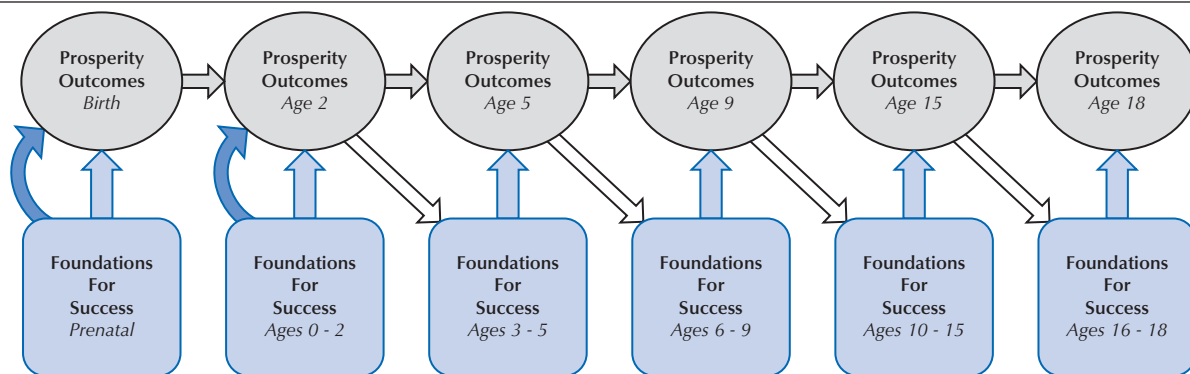 Prosperity
Outcomes
Birth
Prosperity
Outcomes
Age 2
Prosperity
Outcomes
Age 5
Prosperity
Outcomes
Age 9
Prosperity
Outcomes
Age 15
Prosperity
Outcomes
Age 18
Foundations
For
Success
Prenatal
Foundations
For
Success
Ages 0 - 2
Foundations
For
Success
Ages 3 - 5
Foundations
For
Success
Ages 6 - 9
Foundations
For
Success
Ages 10 - 15
Foundations
For
Success
Ages 16 - 18